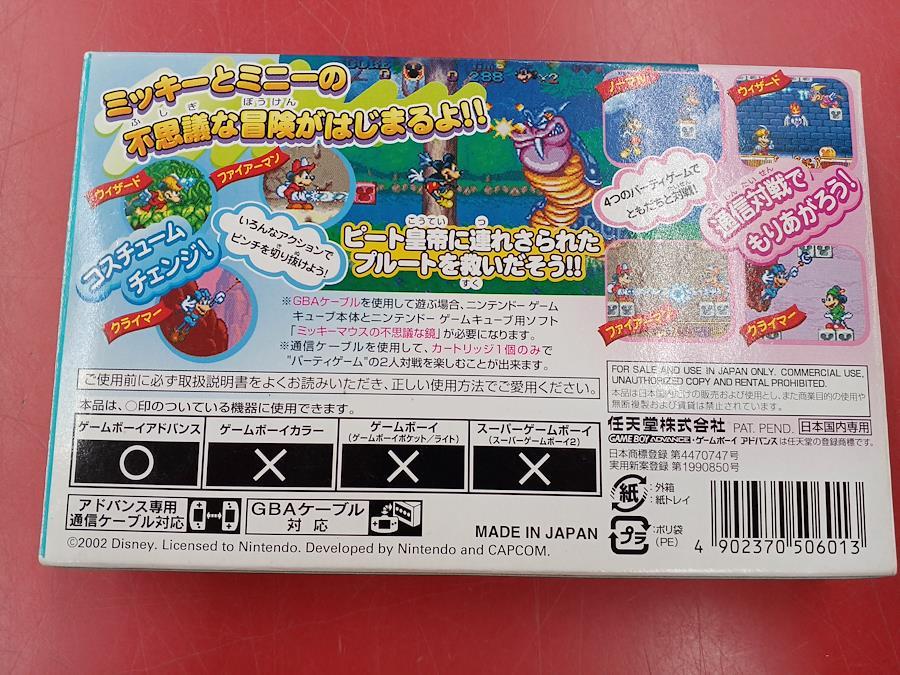 ミッキーとミニーの
ふしぎ ぼうけん
不思議な冒険がはじまるよ!!
288
×2
ウィザード
ファイアーマン
コスチューム
チェンジ!
クライマー
いろんなアクションで
ピンチを切り抜けよう!
こうてい つ
ピート皇帝に連れさられた
プルートを救いだそう!!
すく
ノーマル
ウィザード
4つのパーティゲームで
ともだちと対戦!
通信対戦で
もりあがろう!
ファイアーマン
クライマー
※GBAケーブルを使用して遊ぶ場合、ニンテンドー ゲーム
キューブ本体とニンテンドー ゲームキューブ用ソフト
「ミッキーマウスの不思議な鏡」が必要になります。
※通信ケーブルを使用して、カートリッジ1個のみで
"パーティゲーム"の2人対戦を楽しむことが出来ます。
ご使用前に必ず取扱説明書をよくお読みいただき、正しい使用方法でご愛用ください。
本品は、○印のついている機器に使用できます。
ゲームボーイアドバンス
ゲームボーイカラー
ゲームボーイ
(ゲームボーイポケット/ライト)
スーパーゲームボーイ
(スーパーゲームボーイ2)
○ × × ×
アドバンス専用
通信ケーブル対応
GBAケーブル
対応
MADE IN JAPAN
©2002 Disney. Licensed to Nintendo. Developed by Nintendo and CAPCOM.
FOR SALE AND USE IN JAPAN ONLY. COMMERCIAL USE,
UNAUTHORIZED COPY AND RENTAL PROHIBITED.
本品は日本国内だけの販売および使用とし、また商業目的の使用や
無断複製および賃貸は禁止されています。
任天堂株式会社 PAT. PEND. 日本国内専用
GAME BOY ADVANCE・ゲームボーイ アドバンスは任天堂の登録商標です。
日本商標登録 第4470747号
実用新案登録 第1990850号
紙 :外箱
:紙トレイ
プラ :ポリ袋
(PE)
4 902370 506013